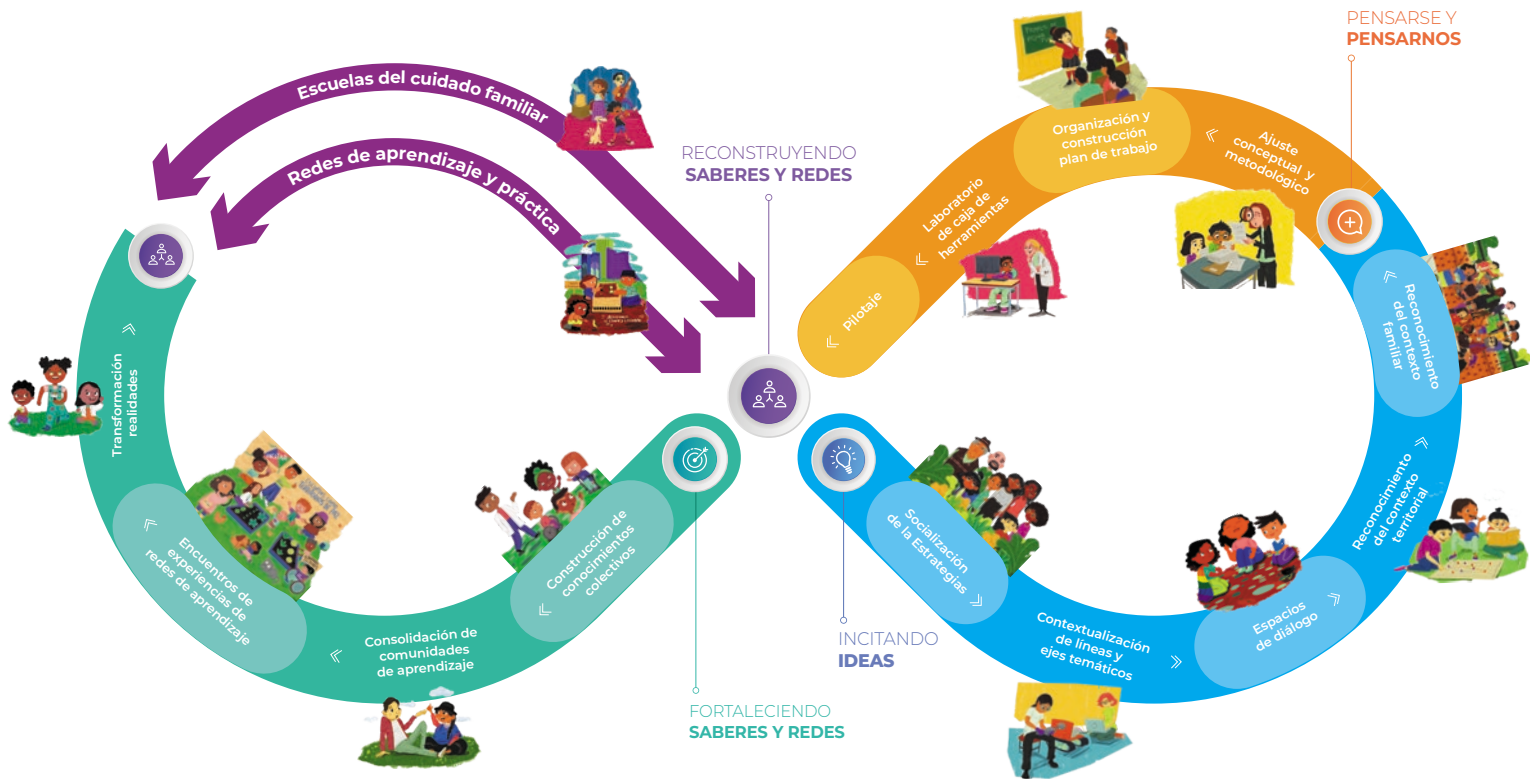 PENSARSE Y
PENSARNOS
Escuelas del cuidado familiar
Redes de aprendizaje y práctica
RECONSTRUYENDO
SABERES Y REDES
Organización y
construcción
plan de trabajo
Ajuste
conceptual y
metodológico
Laboratorio
de caja de
herramientas
Pilotaje
Reconocimiento
del contexto
familiar
Reconocimiento
del contexto
territorial
Espacios
de diálogo
Contextualización
de líneas y
ejes temáticos
Socialización
de la Estrategias
INCITANDO
IDEAS
FORTALECIENDO
SABERES Y REDES
Construcción de
conocimientos
colectivos
Consolidación de
comunidades
de aprendizaje
Encuentros de
experiencias de
redes de aprendizaje
Transformación
realidades